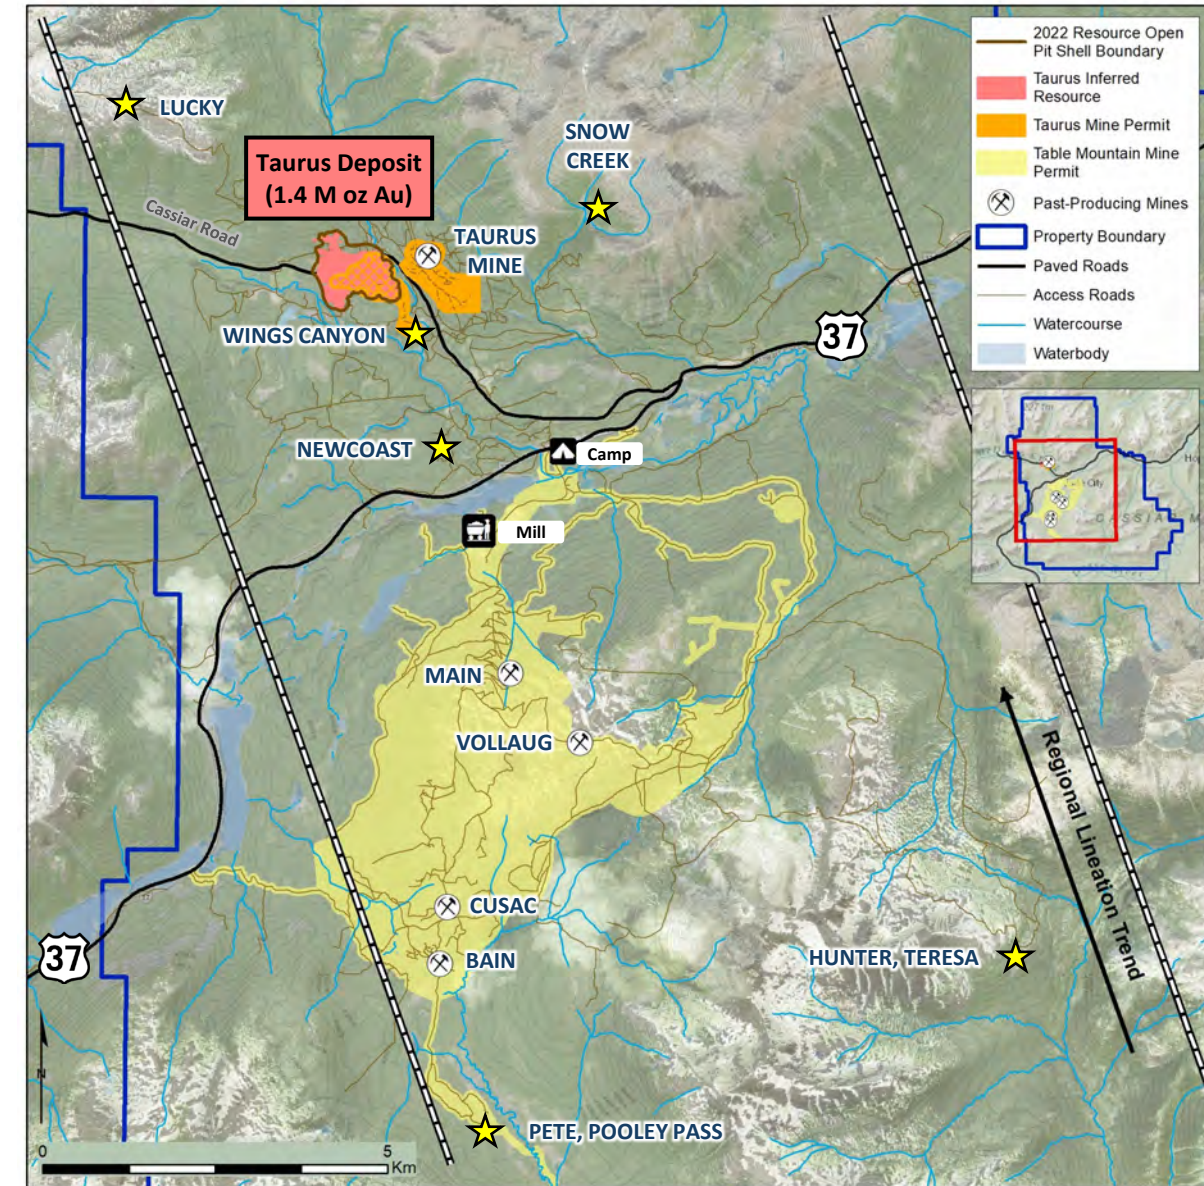 2022 Resource Open
Pit Shell Boundary
Taurus Inferred
Resource
Taurus Mine Permit
Table Mountain Mine
Permit
Past-Producing Mines
Property Boundary
Paved Roads
Access Roads
Watercourse
Waterbody
LUCKY
SNOW
CREEK
Taurus Deposit
(1.4 M oz Au)
Cassiar Road
TAURUS
MINE
WINGS CANYON
37
NEWCOAST
Camp
Mill
MAIN
VOLLAUG
CUSAC
BAIN
HUNTER, TERESA
Regional Lineation Trend
37
PETE, POOLEY PASS
N
0
5
Km